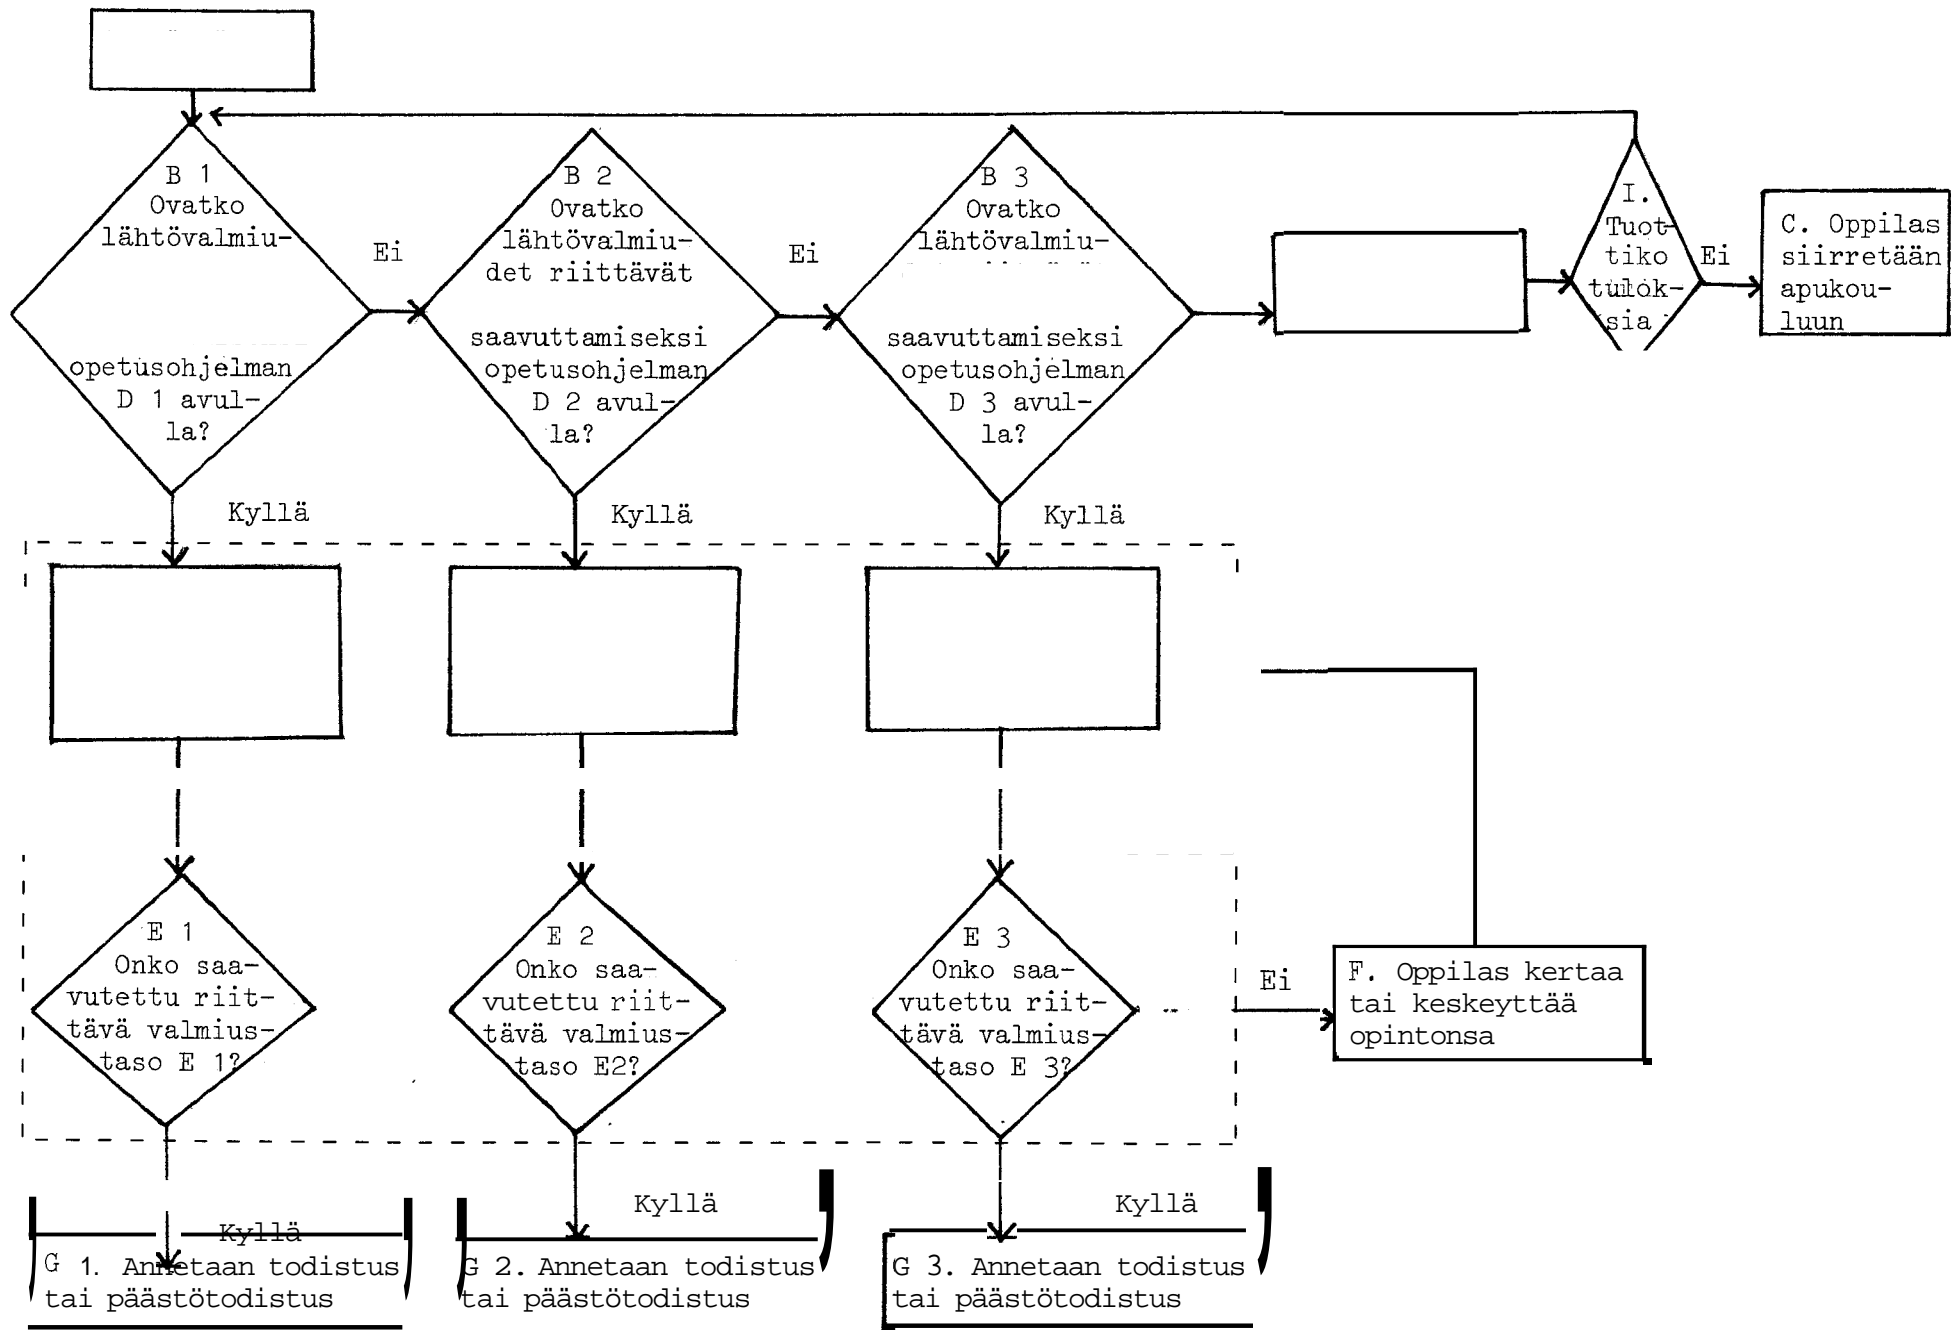 B 1
Ovatko
lähtövalmiu-
opetusohjelman
D 1 avul-
la?
Ei
B 2
Ovatko
lähtövalmiu-
det riittävät
saavuttamiseksi
opetusohjelman
D 2 avul-
la?
Ei
B 3
Ovatko
lähtövalmiu-
saavuttamiseksi
opetusohjelman
D 3 avul-
la?
I.
Tuot-
tiko
tulok-
sia
Ei
C. Oppilas
siirretään
apukou-
luun
Kyllä
Kyllä
Kyllä
E 1
Onko saa-
vutettu riit-
tävä valmius-
taso E 1?
E 2
Onko saa-
vutettu riit-
tävä valmius-
taso E2?
E 3
Onko saa-
vutettu riit-
tävä valmius-
taso E 3?
Ei
F. Oppilas kertaa
tai keskeyttää
opintonsa
Kyllä
Kyllä
Kyllä
G 1. Annetaan todistus
tai päästötodistus
G 2. Annetaan todistus
tai päästötodistus
G 3. Annetaan todistus
tai päästötodistus